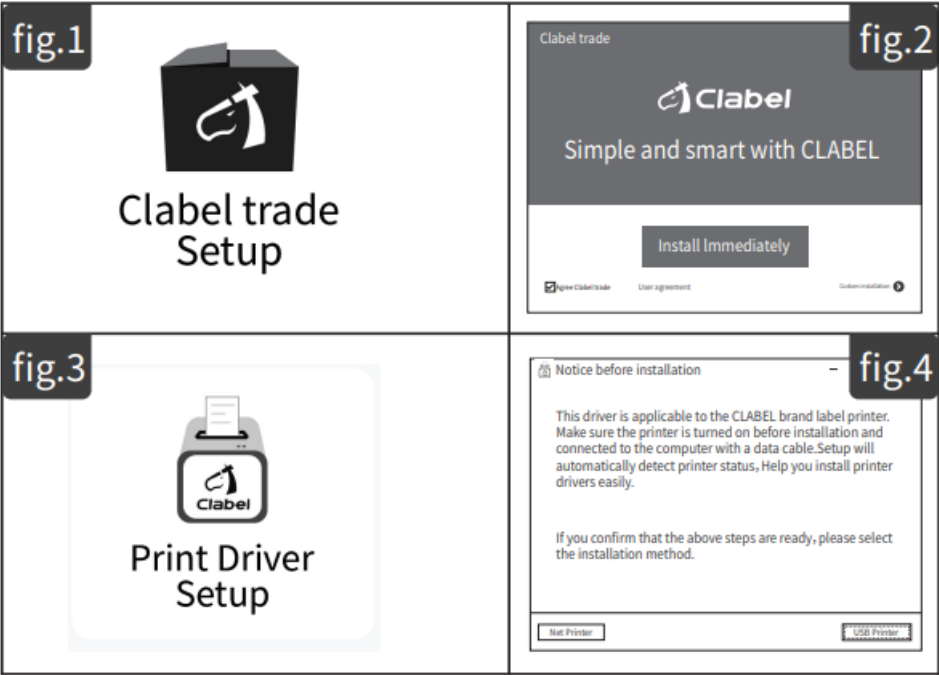 fig.1
Clabel trade
Setup
fig.2
Clabel trade
Clabel
Simple and smart with CLABEL
Install Immediately
Agree Clabel trade User agreement Custom installation
fig.3
Clabel
Print Driver
Setup
fig.4
Notice before installation
This driver is applicable to the CLABEL brand label printer.
Make sure the printer is turned on before installation and
connected to the computer with a data cable.Setup will
automatically detect printer status, Help you install printer
drivers easily.
If you confirm that the above steps are ready, please select
the installation method.
Net Printer USB Printer